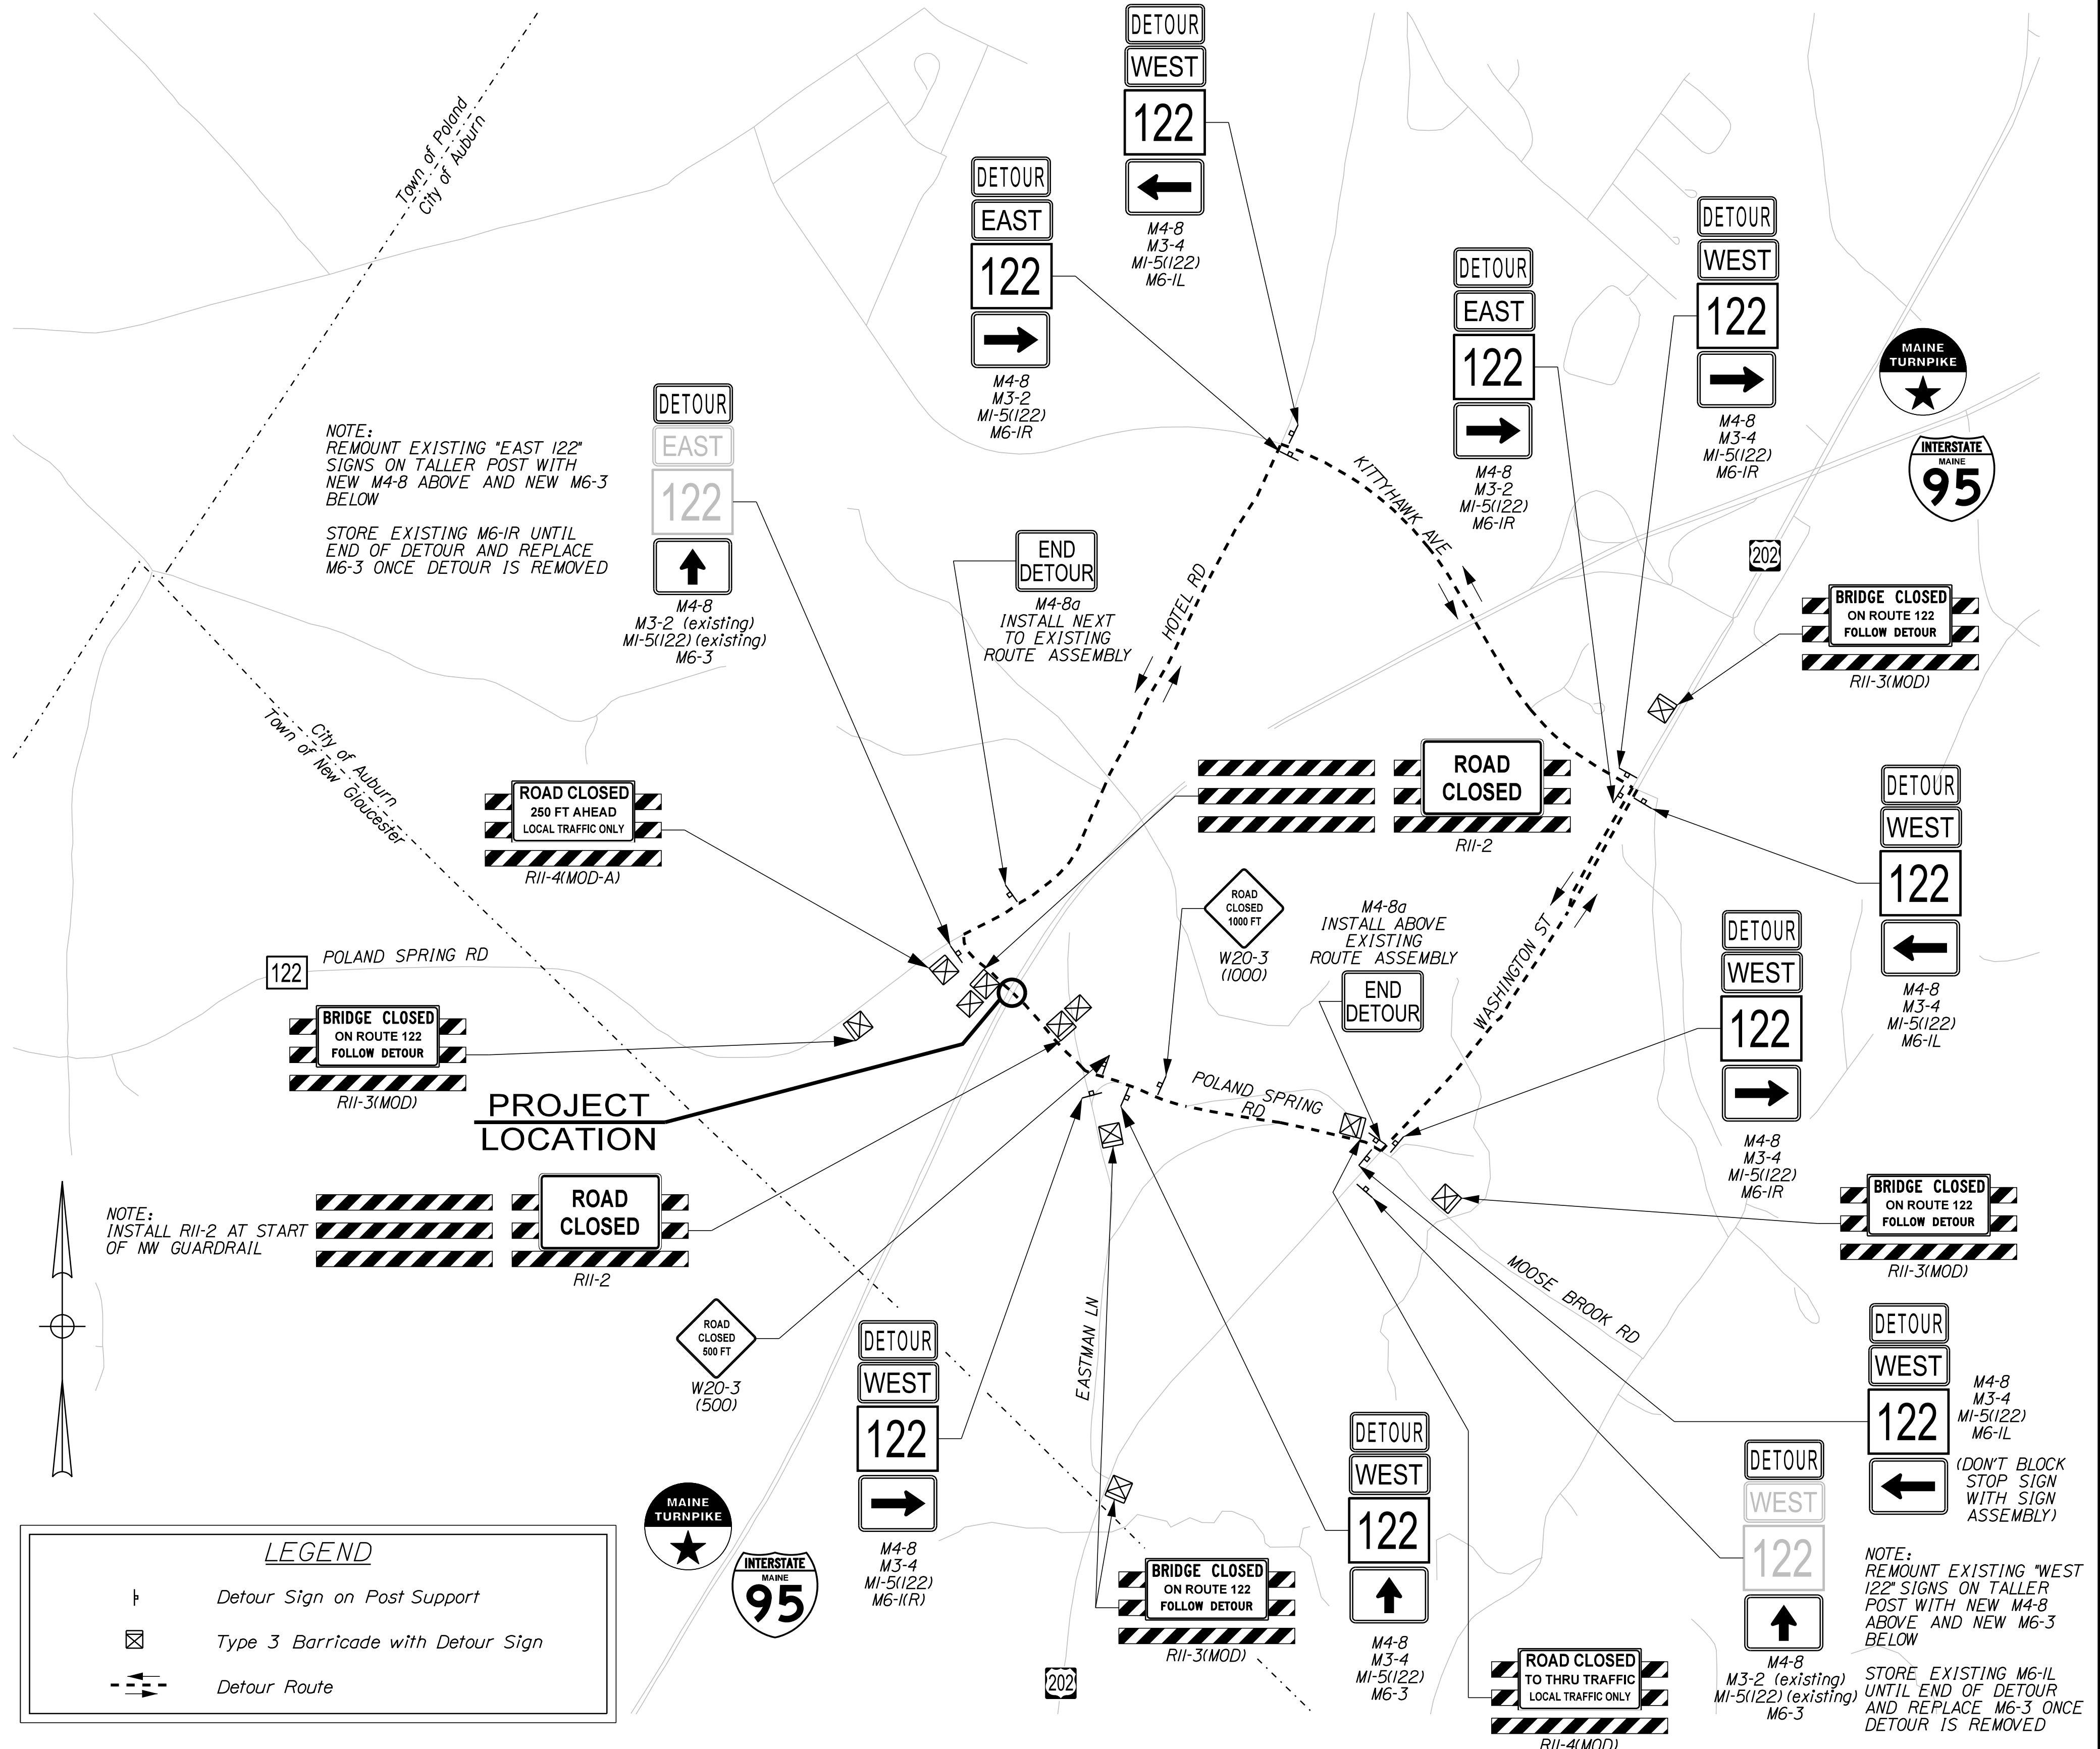 DETOUR
WEST
122
M4-8
M3-4
M1-5(122)
M6-1L
DETOUR
EAST
122
M4-8
M3-2
M1-5(122)
M6-1R
Town of Poland
City of Auburn
DETOUR
WEST
122
M4-8
M3-4
M1-5(122)
M6-1R
DETOUR
EAST
122
M4-8
M3-2
M1-5(122)
M6-1R
MAINE
TURNPIKE
INTERSTATE
MAINE
95
202
NOTE:
REMOUNT EXISTING "EAST 122"
SIGNS ON TALLER POST WITH
NEW M4-8 ABOVE AND NEW M6-3
BELOW
STORE EXISTING M6-1R UNTIL
END OF DETOUR AND REPLACE
M6-3 ONCE DETOUR IS REMOVED
DETOUR
EAST
122
M4-8
M3-2 (existing)
M1-5(122) (existing)
M6-3
END
DETOUR
M4-8a
INSTALL NEXT
TO EXISTING
ROUTE ASSEMBLY
KITTYHAWK AVE
HOTEL RD
BRIDGE CLOSED
ON ROUTE 122
FOLLOW DETOUR
R11-3(MOD)
City of Auburn
Town of New Gloucester
ROAD CLOSED
250 FT AHEAD
LOCAL TRAFFIC ONLY
R11-4(MOD-A)
ROAD
CLOSED
R11-2
DETOUR
WEST
122
M4-8
M3-4
M1-5(122)
M6-1L
ROAD
CLOSED
1000 FT
W20-3
(1000)
M4-8a
INSTALL ABOVE
EXISTING
ROUTE ASSEMBLY
END
DETOUR
WASHINGTON ST
DETOUR
WEST
122
M4-8
M3-4
M1-5(122)
M6-1R
122
POLAND SPRING RD
BRIDGE CLOSED
ON ROUTE 122
FOLLOW DETOUR
R11-3(MOD)
PROJECT
LOCATION
POLAND SPRING
RD
NOTE:
INSTALL R11-2 AT START
OF NW GUARDRAIL
ROAD
CLOSED
R11-2
BRIDGE CLOSED
ON ROUTE 122
FOLLOW DETOUR
R11-3(MOD)
MOOSE BROOK RD
EASTMAN LN
ROAD
CLOSED
500 FT
W20-3
(500)
DETOUR
WEST
122
M4-8
M3-4
M1-5(122)
M6-1(R)
MAINE
TURNPIKE
INTERSTATE
MAINE
95
202
BRIDGE CLOSED
ON ROUTE 122
FOLLOW DETOUR
R11-3(MOD)
DETOUR
WEST
122
M4-8
M3-4
M1-5(122)
M6-3
ROAD CLOSED
TO THRU TRAFFIC
LOCAL TRAFFIC ONLY
R11-4(MOD)
DETOUR
WEST
122
M4-8
M3-4
M1-5(122)
M6-1L
(DON'T BLOCK
STOP SIGN
WITH SIGN
ASSEMBLY)
DETOUR
WEST
122
M4-8
M3-2 (existing)
M1-5(122) (existing)
M6-3
NOTE:
REMOUNT EXISTING "WEST
122" SIGNS ON TALLER
POST WITH NEW M4-8
ABOVE AND NEW M6-3
BELOW
STORE EXISTING M6-1L
UNTIL END OF DETOUR
AND REPLACE M6-3 ONCE
DETOUR IS REMOVED
LEGEND
Detour Sign on Post Support
Type 3 Barricade with Detour Sign
Detour Route